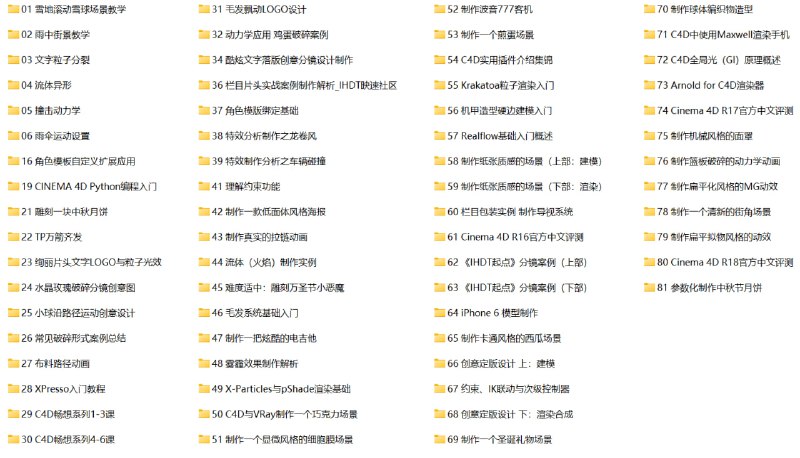 01 雪地滚动雪球场景教学
02 雨中街景教学
03 文字粒子分裂
04 流体异形
05 撞击动力学
06 雨伞运动设置
16 角色模板自定义扩展应用
19 CINEMA 4D Python编程入门
21 雕刻一块中秋月饼
22 TP万箭齐发
23 绚丽片头文字LOGO与粒子光效
24 水晶玫瑰破碎分镜创意图
25 小球沿路径运动创意设计
26 常见破碎形式案例总结
27 布料路径动画
28 XPresso入门教程
29 C4D畅想系列1-3课
30 C4D畅想系列4-6课
31 毛发飘动LOGO设计
32 动力学应用 鸡蛋破碎案例
34 酷炫文字落版创意分镜设计制作
36 栏目片头实战案例制作解析_IHDT映速社区
37 角色模版绑定基础
38 特效分析制作之龙卷风
39 特效制作分析之车辆碰撞
41 理解约束功能
42 制作一款低面体风格海报
43 制作真实的拉链动画
44 流体（火焰）制作实例
45 难度适中：雕刻万圣节小恶魔
46 毛发系统基础入门
47 制作一把炫酷的电吉他
48 雾霾效果制作解析
49 X-Particles与pShade渲染基础
50 C4D与VRay制作一个巧克力场景
51 制作一个显微风格的细胞膜场景
52 制作波音777客机
53 制作一个煎蛋场景
54 C4D实用插件介绍集锦
55 Krakatoa粒子渲染入门
56 机甲造型硬边建模入门
57 Realflow基础入门概述
58 制作纸张质感的场景（上部：建模）
59 制作纸张质感的场景（下部：渲染）
60 栏目包装实例 制作导视系统
61 Cinema 4D R16官方中文评测
62 《IHDT起点》分镜案例（上部）
63 《IHDT起点》分镜案例（下部）
64 iPhone 6 模型制作
65 制作卡通风格的西瓜场景
66 创意定版设计 上：建模
67 约束、IK联动与次级控制器
68 创意定版设计 下：渲染合成
69 制作一个圣诞礼物场景
70 制作球体编织物造型
71 C4D中使用Maxwell渲染手机
72 C4D全局光（GI）原理概述
73 Arnold for C4D渲染器
74 Cinema 4D R17官方中文评测
75 制作机械风格的面罩
76 制作篮板破碎的动力学动画
77 制作扁平化风格的MG动效
78 制作一个清新的街角场景
79 制作扁平拟物风格的动效
80 Cinema 4D R18官方中文评测
81 参数化制作中秋节月饼